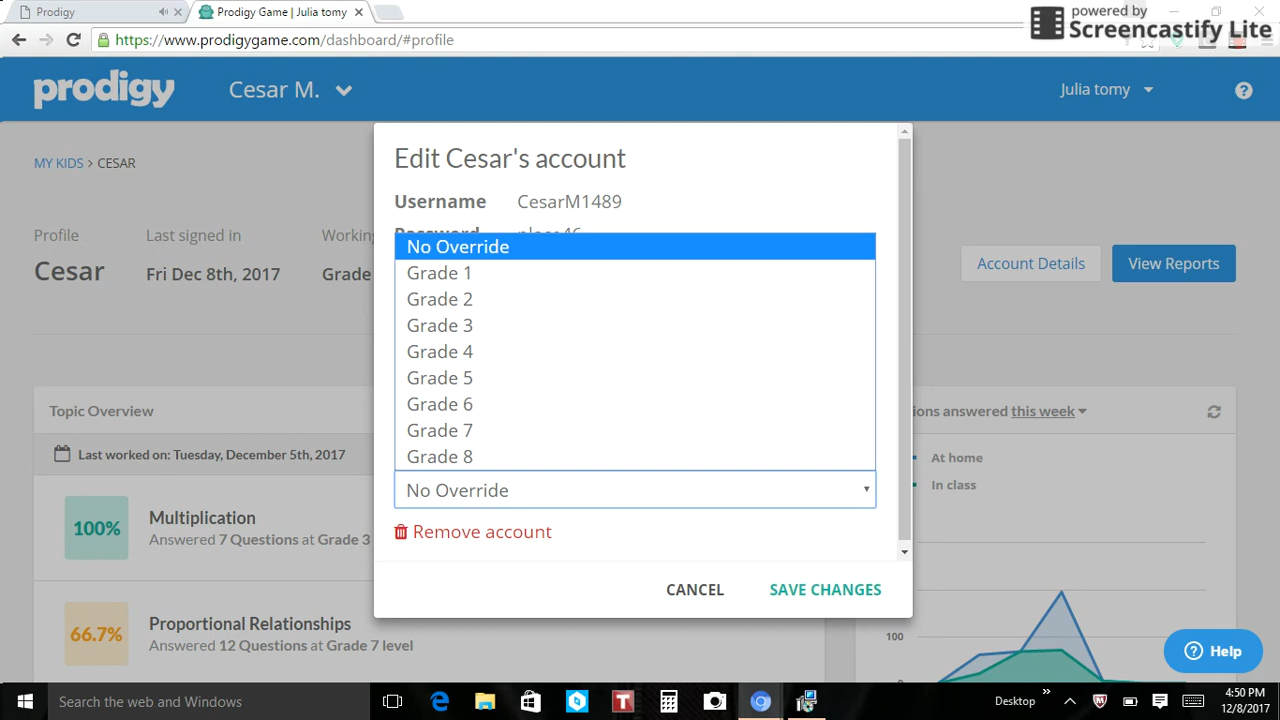 Prodigy
Prodigy Game | Julia tomy
powered by
Screencastify Lite
https://www.prodigygame.com/dashboard/#profile
prodigy
Cesar M.
Julia tomy
?
MY KIDS > CESAR
Profile
Last signed in
Working
Cesar
Fri Dec 8th, 2017
Grade
Account Details
View Reports
Edit Cesar's account
Username CesarM1489
Password place46
No Override
Grade 1
Grade 2
Grade 3
Grade 4
Grade 5
Grade 6
Grade 7
Grade 8
No Override
Remove account
CANCEL
SAVE CHANGES
Topic Overview
Last worked on: Tuesday, December 5th, 2017
100%
Multiplication
Answered 7 Questions at Grade 3
66.7%
Proportional Relationships
Answered 12 Questions at Grade 7 level
ions answered this week
At home
In class
100
? Help
Search the web and Windows
T
Desktop
4:50 PM
12/8/2017